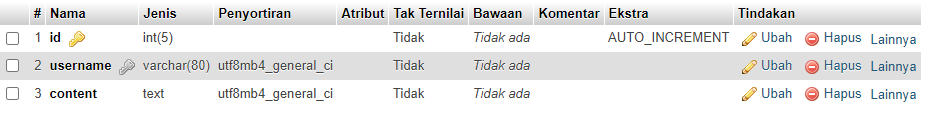 # Nama Jenis Penyortiran Atribut Tak Ternilai Bawaan Komentar Ekstra Tindakan
1 id int(5) Tidak Tidak ada AUTO_INCREMENT Ubah Hapus Lainnya
2 username varchar(80) utf8mb4_general_ci Tidak Tidak ada Ubah Hapus Lainnya
3 content text utf8mb4_general_ci Tidak Tidak ada Ubah Hapus Lainnya